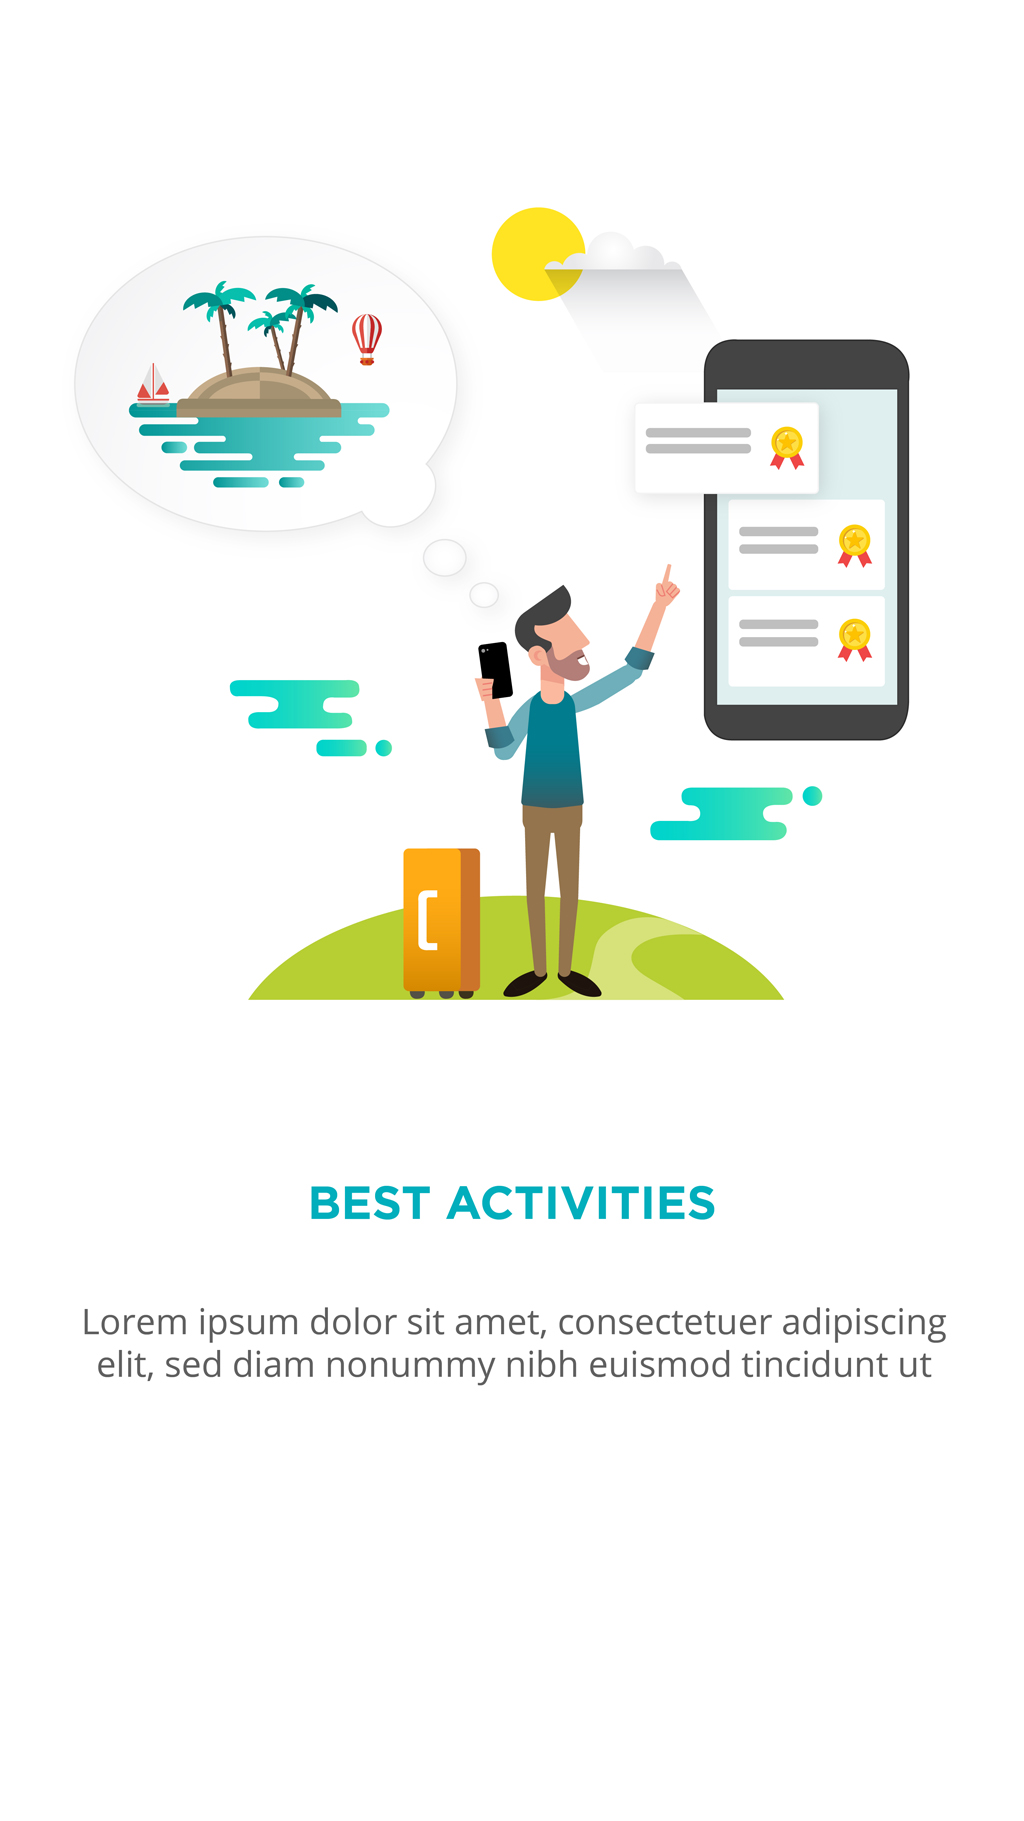 BEST ACTIVITIES
Lorem ipsum dolor sit amet, consectetuer adipiscing
elit, sed diam nonummy nibh euismod tincidunt ut